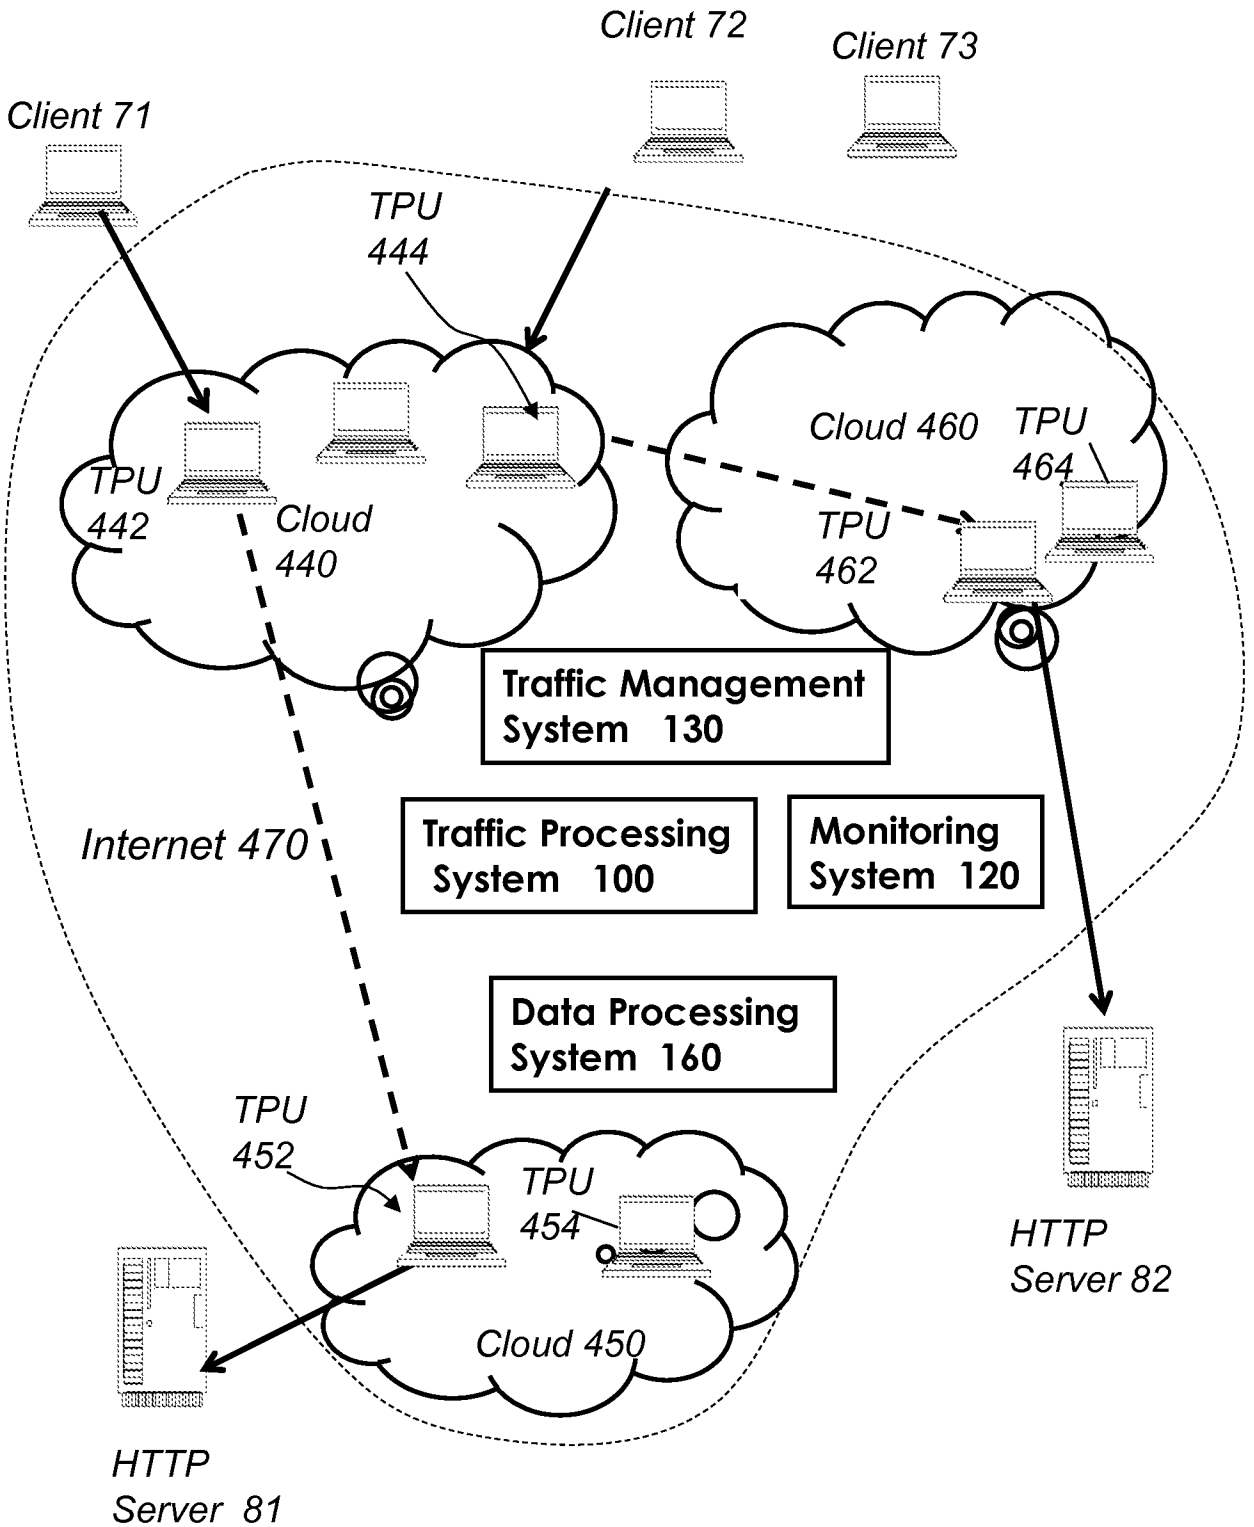 Client 72
Client 73
Client 71
TPU
444
Cloud 460
TPU
464
TPU
442
Cloud
440
TPU
462
Traffic Management
System 130
Internet 470
Traffic Processing
System 100
Monitoring
System 120
Data Processing
System 160
TPU
452
TPU
454
HTTP
Server 82
Cloud 450
HTTP
Server 81